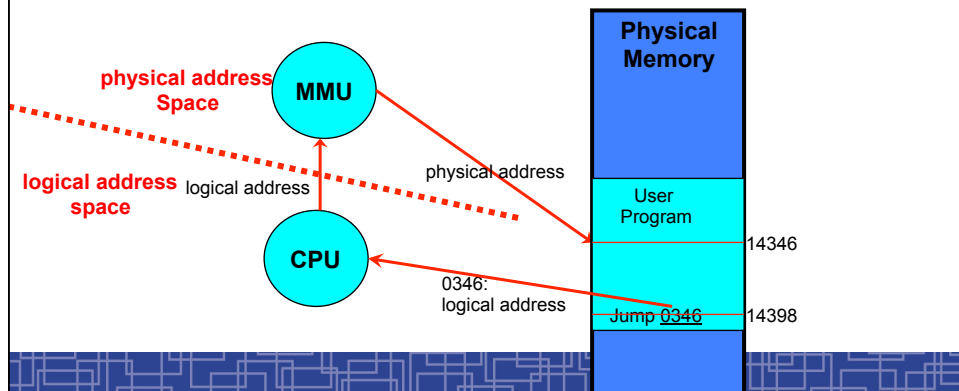 Physical
Memory
physical address
Space
MMU
physical address
logical address
space
logical address
User
Program
14346
CPU
0346:
logical address
Jump 0346
14398